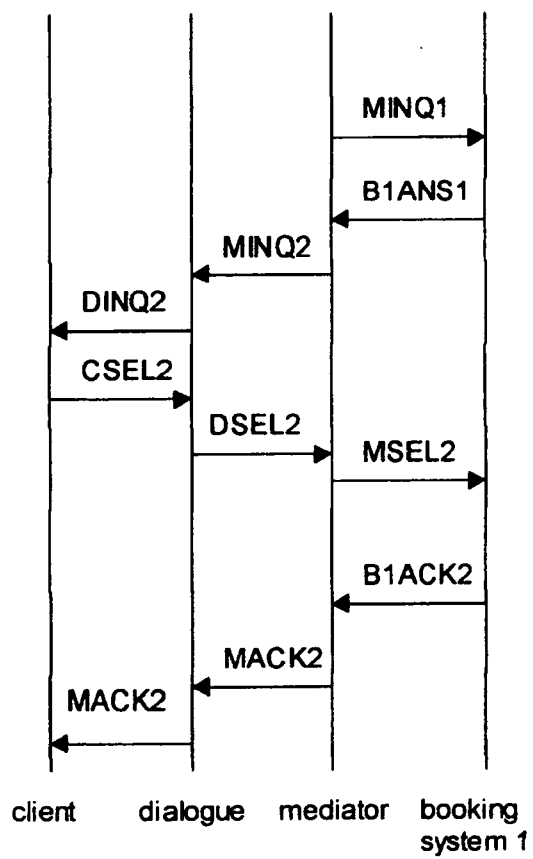 MINQ1
B1ANS1
MINQ2
DINQ2
CSEL2
DSEL2
MSEL2
B1ACK2
MACK2
MACK2
client
dialogue
mediator
booking
system 1